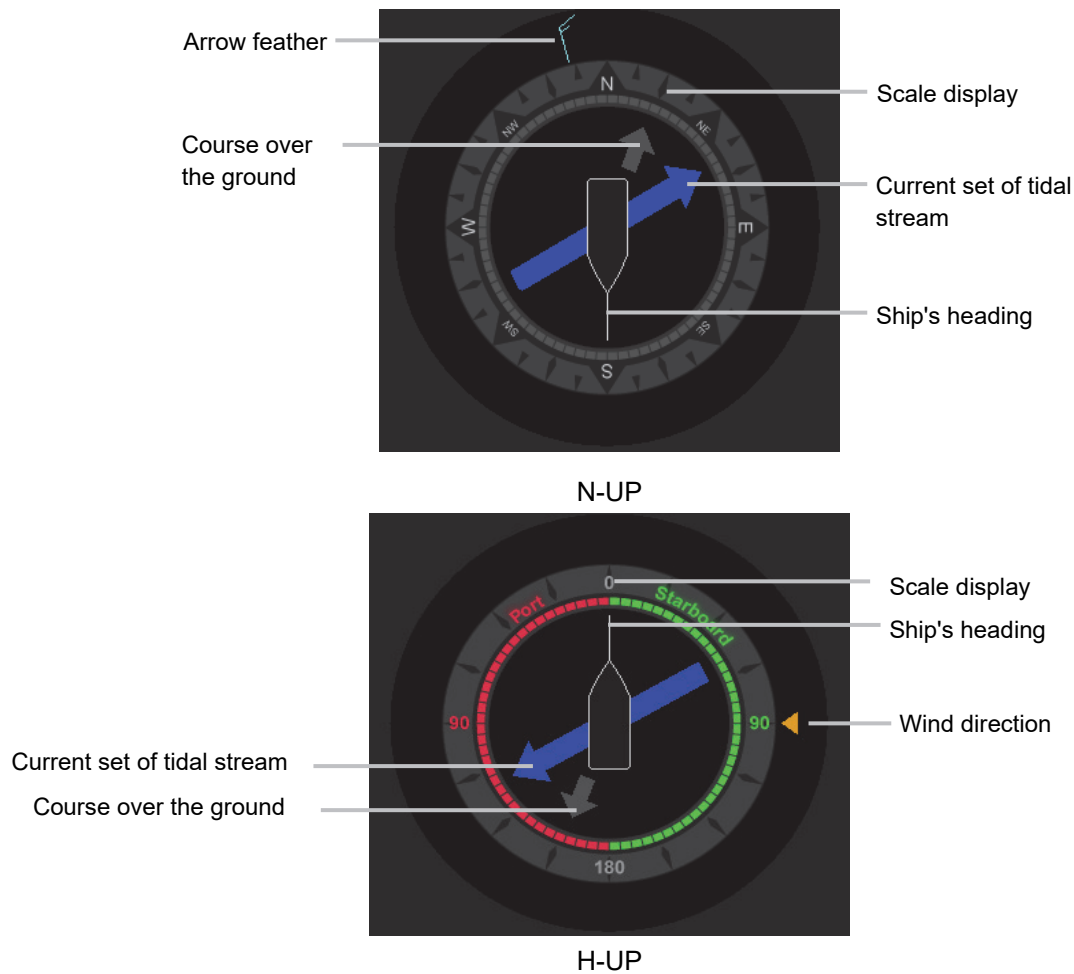 Arrow feather
N
Scale display
NW
NE
Course over
the ground
Current set of tidal
stream
W
E
SW
SE
Ship's heading
S
N-UP
0
Scale display
Port
Starboard
Ship's heading
90
90
Wind direction
Current set of tidal stream
Course over the ground
180
H-UP